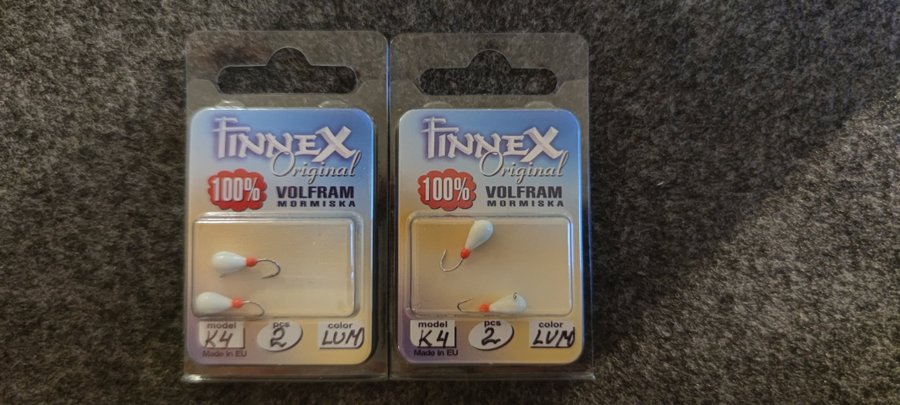 FINNEX
Original
100% VOLFRAM
MORMISKA
model pcs color
K4 2 LUM
Made in EU
FINNEX
Original
100% VOLFRAM
MORMISKA
model pcs color
K4 2 LUM
Made in EU